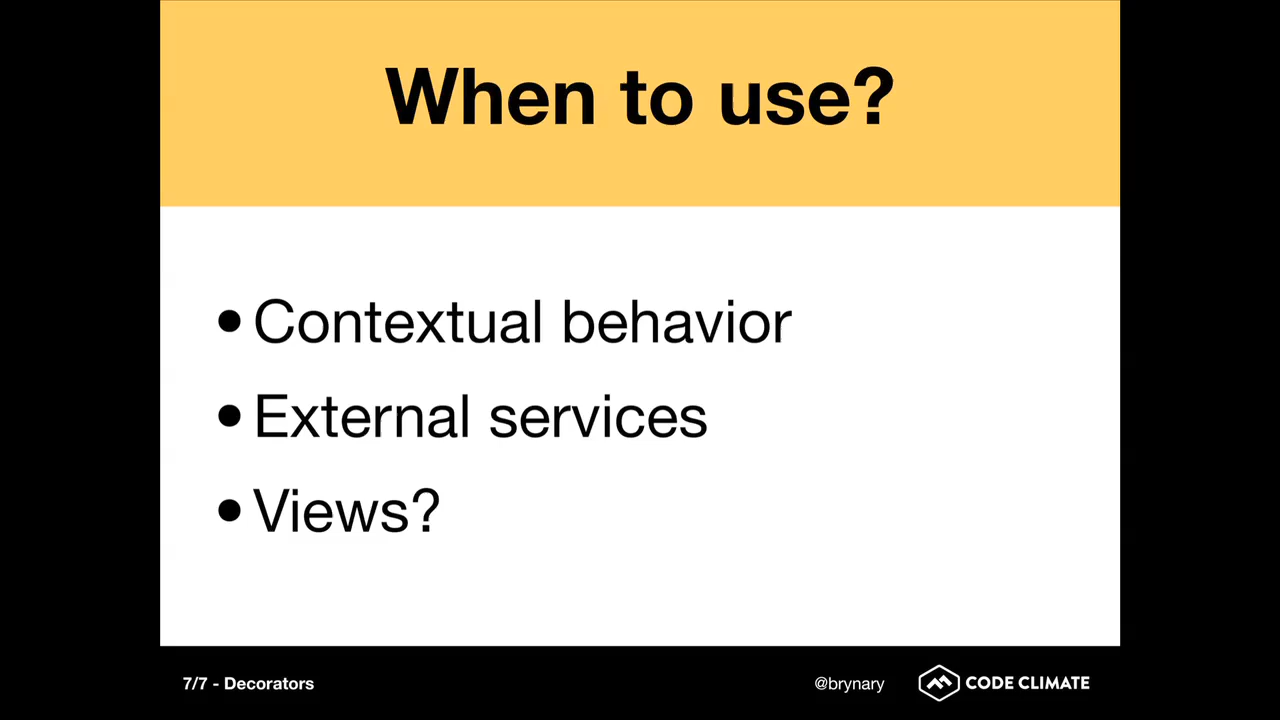 When to use?
• Contextual behavior
• External services
• Views?
7/7 - Decorators
@brynary
CODE CLIMATE